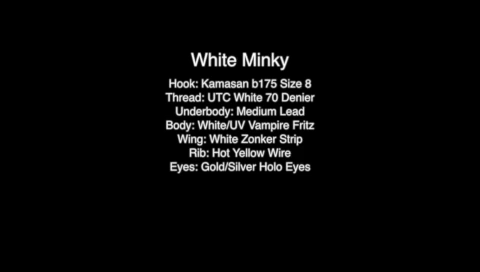 White Minky
Hook: Kamasan b175 Size 8
Thread: UTC White 70 Denier
Underbody: Medium Lead
Body: White/UV Vampire Fritz
Wing: White Zonker Strip
Rib: Hot Yellow Wire
Eyes: Gold/Silver Holo Eyes